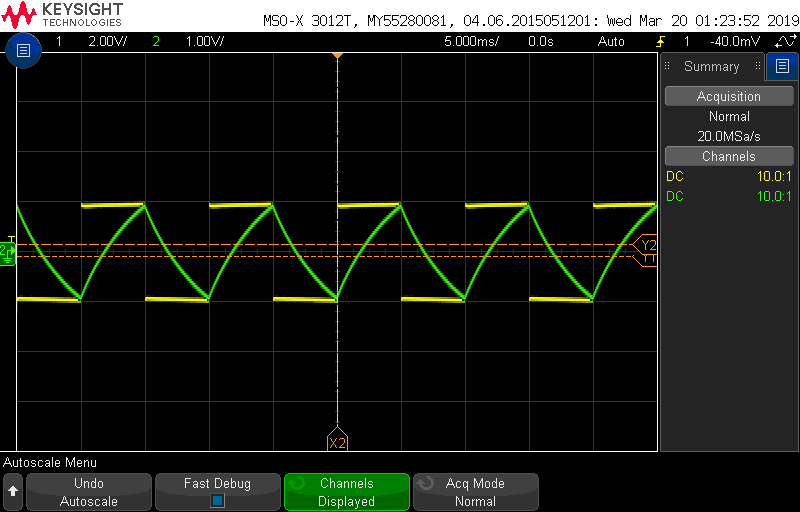 KEYSIGHT
TECHNOLOGIES
MSO-X 3012T, MY55280081, 04.06.2015051201: Wed Mar 20 01:23:52 2019
1 2.00V/ 2 1.00V/ 5.000ms/ 0.0s Auto 1 -40.0mV
Summary
Acquisition
Normal
20.0MSa/s
Channels
DC 10.0:1
DC 10.0:1
T
2
Y2
X2
Autoscale Menu
Undo
Autoscale
Fast Debug
Channels
Displayed
Acq Mode
Normal